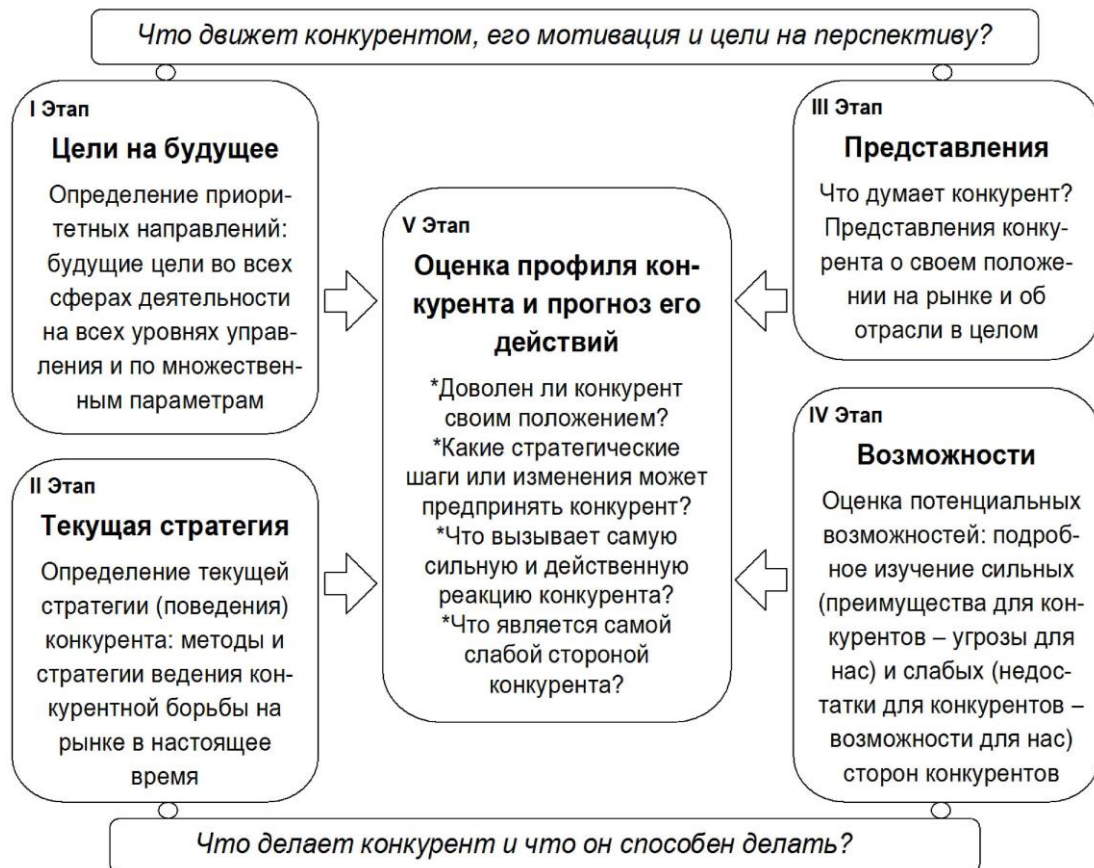 Что движет конкурентом, его мотивация и цели на перспективу?
I Этап
Цели на будущее
Определение приори-
тетных направлений:
будущие цели во всех
сферах деятельности
на всех уровнях управ-
ления и по множествен-
ным параметрам
II Этап
Текущая стратегия
Определение текущей
стратегии (поведения)
конкурента: методы и
стратегии ведения кон-
курентной борьбы на
рынке в настоящее
время
V Этап
Оценка профиля кон-
курента и прогноз его
действий
*Доволен ли конкурент
своим положением?
*Какие стратегические
шаги или изменения может
предпринять конкурент?
*Что вызывает самую
сильную и действенную
реакцию конкурента?
*Что является самой
слабой стороной
конкурента?
III Этап
Представления
Что думает конкурент?
Представления конку-
рента о своем положе-
нии на рынке и об
отрасли в целом
IV Этап
Возможности
Оценка потенциальных
возможностей: подроб-
ное изучение сильных
(преимущества для кон-
курентов – угрозы для
нас) и слабых (недос-
татки для конкурентов –
возможности для нас)
сторон конкурентов
Что делает конкурент и что он способен делать?